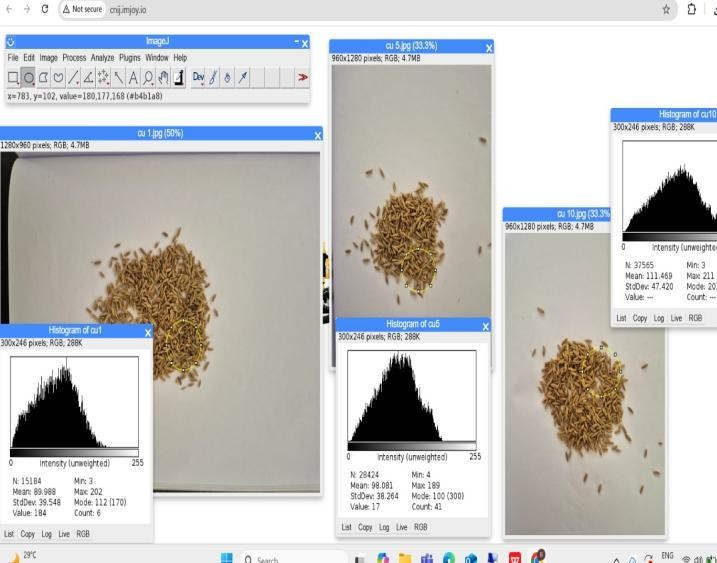 Not secure cnij.imjoy.io
ImageJ
File Edit Image Process Analyze Plugins Window Help
Dev
x=783, y=102, value=180,177,168 (#b4b1a8)
cu 1.jpg (50%)
1280x960 pixels; RGB; 4.7MB
cu 5.jpg (33.3%)
960x1280 pixels; RGB; 4.7MB
cu 10.jpg (33.3%
960x1280 pixels; RGB; 4.7MB
Histogram of cu10
300x246 pixels; RGB; 288K
0 Intensity (unweighte
N: 37565 Min: 3
Mean: 111.469 Max: 211
StdDev: 47.420 Mode: 20
Value: --- Count: ---
List Copy Log Live RGB
Histogram of cu1
300x246 pixels; RGB; 288K
0 Intensity (unweighted) 255
N: 15184 Min: 3
Mean: 89.988 Max: 202
StdDev: 39.548 Mode: 112 (170)
Value: 184 Count: 6
List Copy Log Live RGB
Histogram of cu5
300x246 pixels; RGB; 288K
0 Intensity (unweighted) 255
N: 28424 Min: 4
Mean: 98.081 Max: 189
StdDev: 38.264 Mode: 100 (300)
Value: 17 Count: 41
List Copy Log Live RGB
29°C
Search
ENG